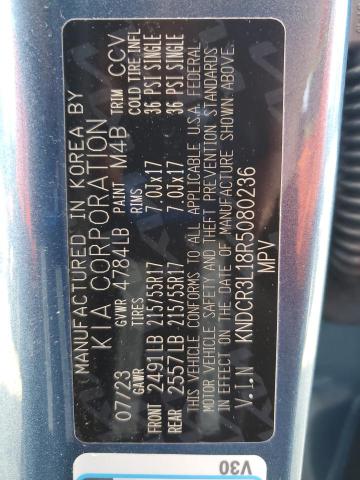 MANUFACTURED IN KOREA BY
KIA CORPORATION
07/23 GVWR 4784LB PAINT M4B TRIM CCV
GAWR TIRES RIMS COLD TIRE INFL
FRONT 2491LB 215/55R17 7.0JX17 36 PSI SINGLE
REAR 2557LB 215/55R17 7.0JX17 36 PSI SINGLE
THIS VEHICLE CONFORMS TO ALL APPLICABLE U.S.A. FEDERAL
MOTOR VEHICLE SAFETY AND THEFT PREVENTION STANDARDS
IN EFFECT ON THE DATE OF MANUFACTURE SHOWN ABOVE.
V.I.N KNDCR3L18R5080236
MPV
V30